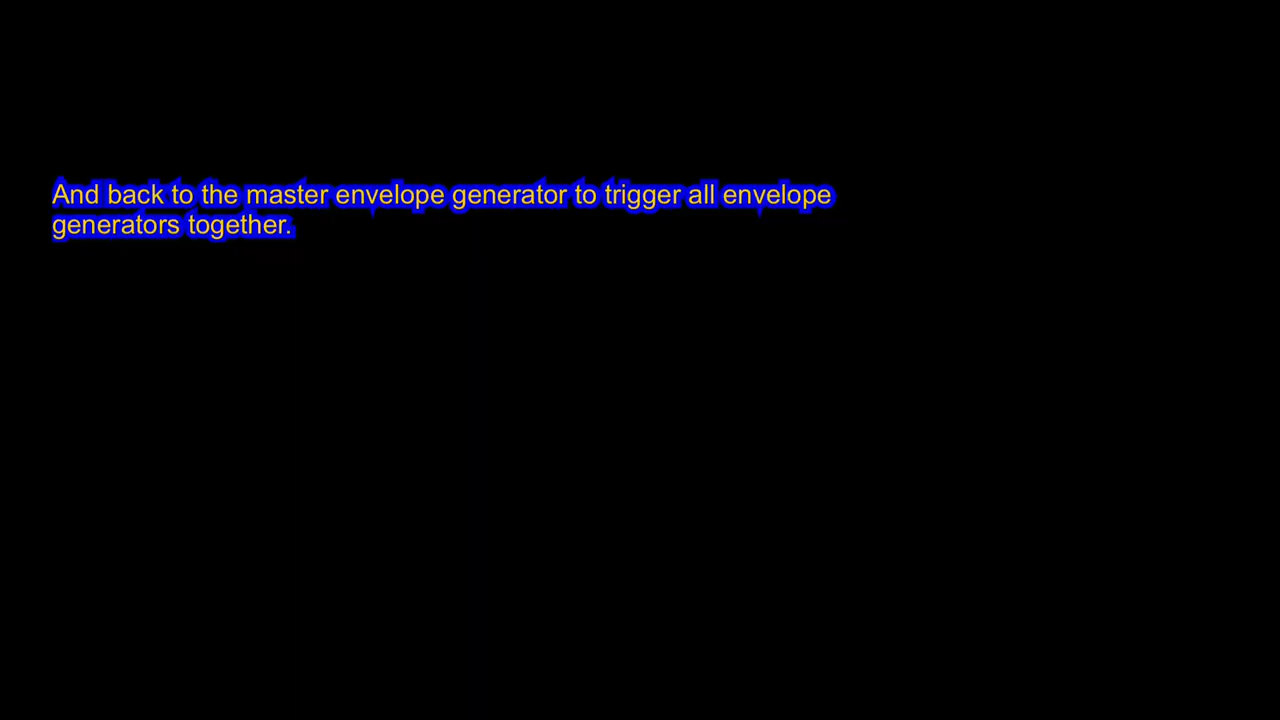 And back to the master envelope generator to trigger all envelope
generators together.